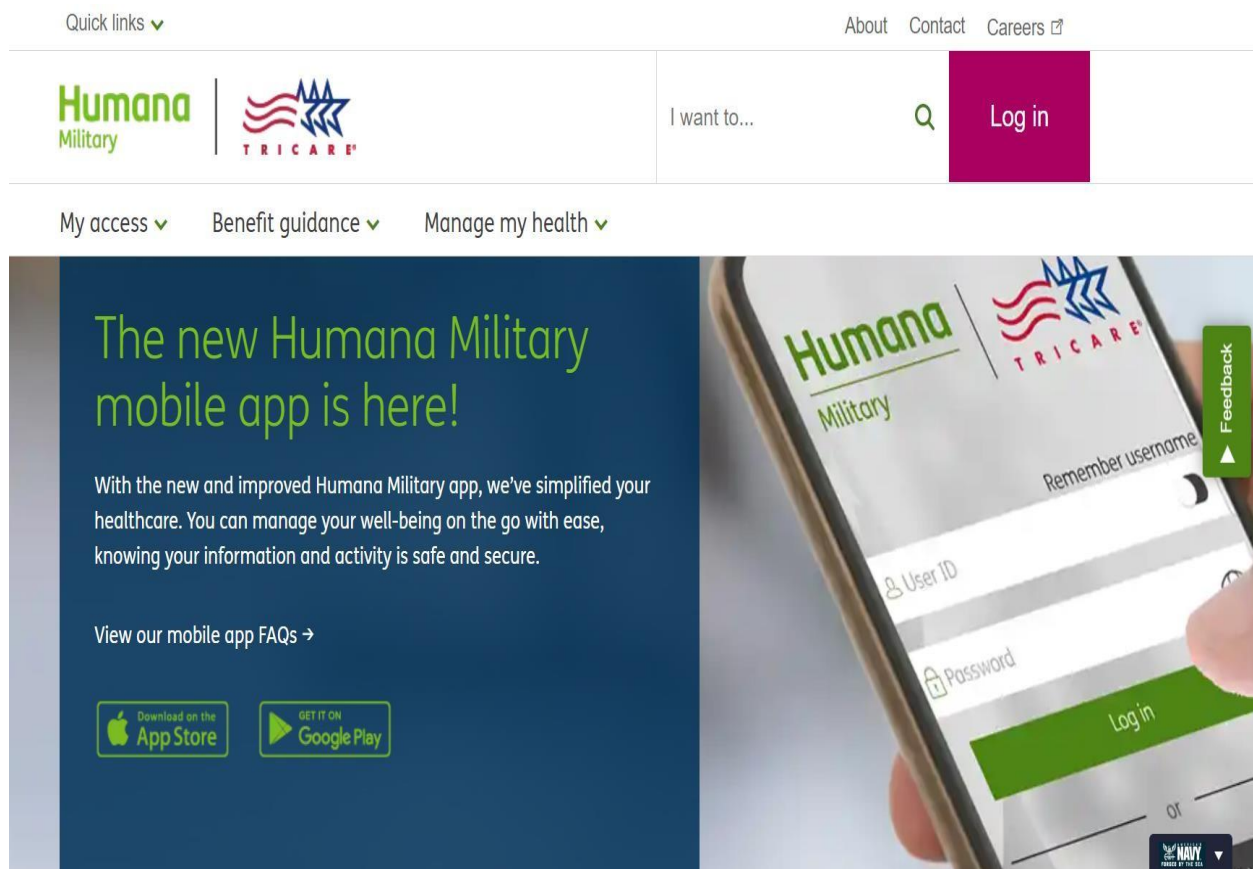 Quick links
About Contact Careers
Humana
Military
TRICARE®
I want to...
Log in
My access Benefit guidance Manage my health
The new Humana Military
mobile app is here!
With the new and improved Humana Military app, we've simplified your
healthcare. You can manage your well-being on the go with ease,
knowing your information and activity is safe and secure.
View our mobile app FAQs →
Download on the
App Store
GET IT ON
Google Play
Humana
Military
TRICARE®
Remember username
User ID
Password
Log in
or
Feedback
NAVY
FORGED BY THE SEA